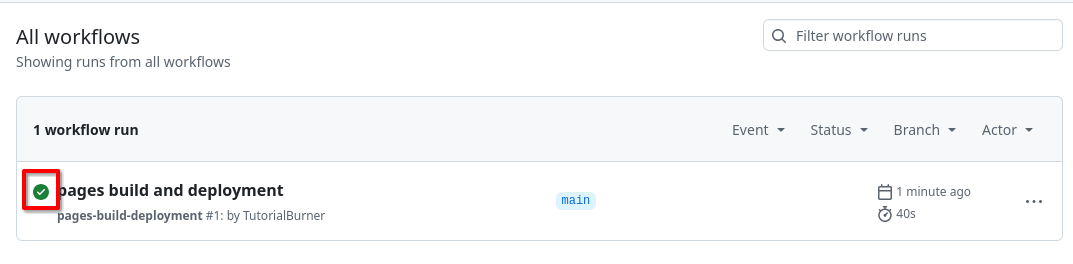 All workflows
Filter workflow runs
Showing runs from all workflows
1 workflow run
Event Status Branch Actor
pages build and deployment
main
1 minute ago
pages-build-deployment #1: by TutorialBurner
40s